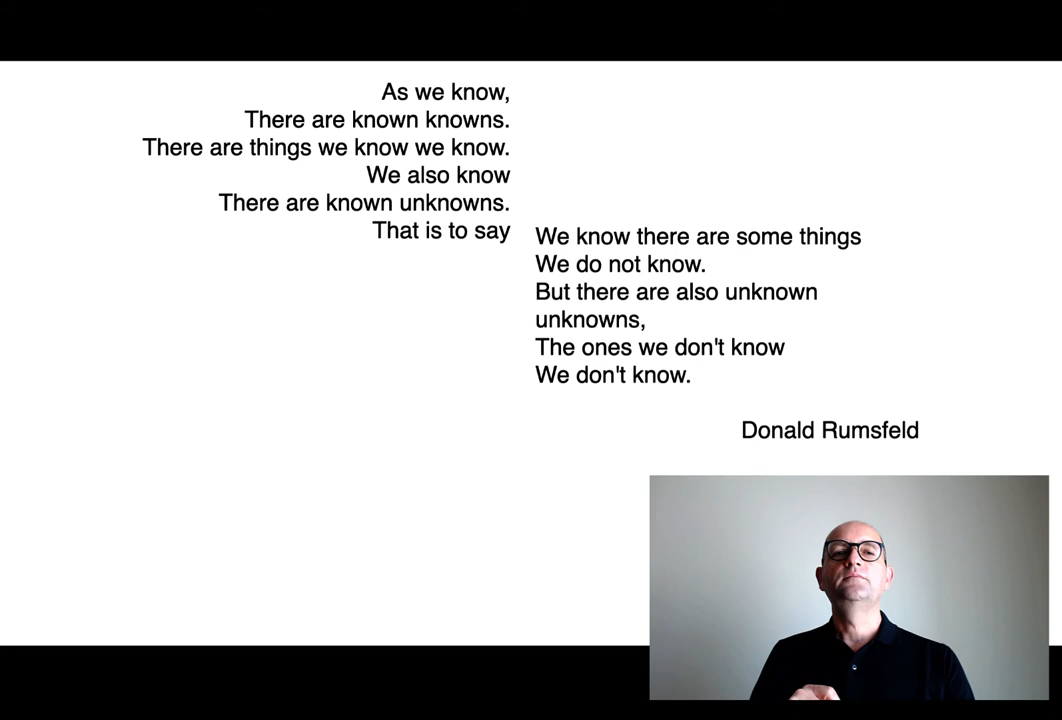 As we know,
There are known knowns.
There are things we know we know.
We also know
There are known unknowns.
That is to say
We know there are some things
We do not know.
But there are also unknown
unknowns,
The ones we don't know
We don't know.
Donald Rumsfeld